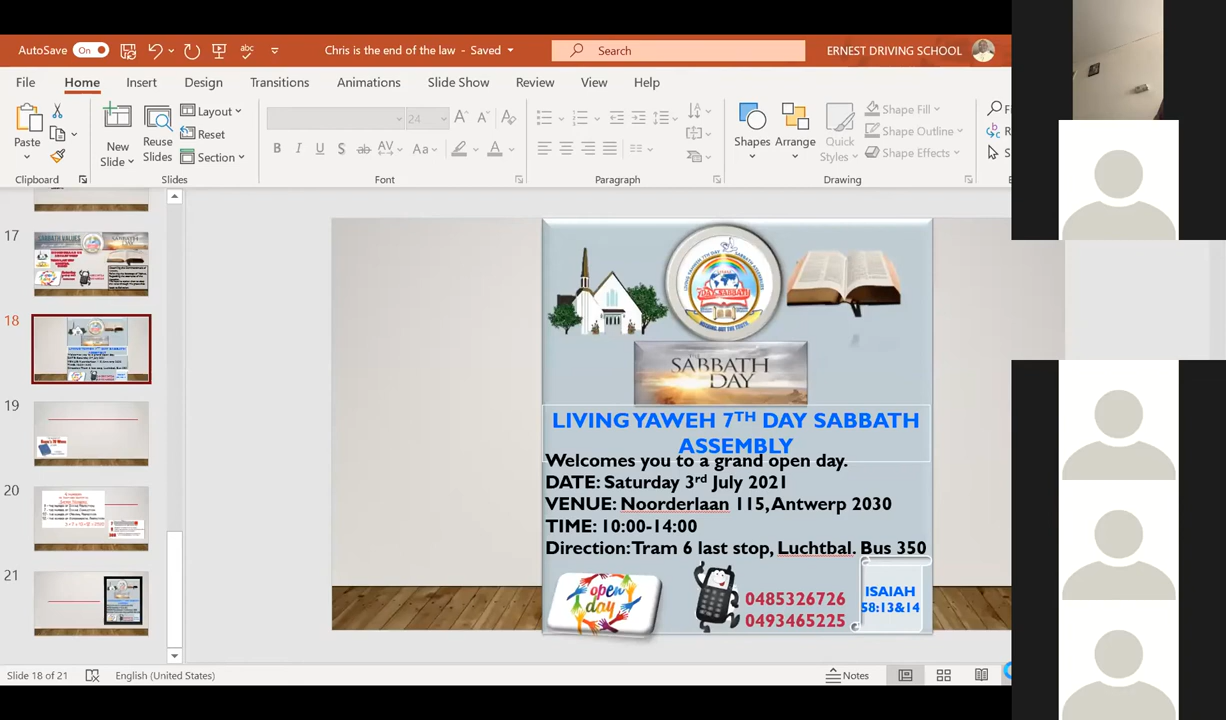 AutoSave On
Chris is the end of the law - Saved
Search
ERNEST DRIVING SCHOOL
File Home Insert Design Transitions Animations Slide Show Review View Help
Paste
New Slide
Reuse Slides
Layout
Reset
Section
24
B I U S ab AV Aa A
Shapes
Arrange
Quick Styles
Shape Fill
Shape Outline
Shape Effects
Clipboard
Slides
Font
Paragraph
Drawing
17
18
19
20
21
SABBATH DAY
LIVING YAWEH 7TH DAY SABBATH
ASSEMBLY
Welcomes you to a grand open day.
DATE: Saturday 3rd July 2021
VENUE: Noorderlaan 115, Antwerp 2030
TIME: 10:00-14:00
Direction: Tram 6 last stop, Luchtbal. Bus 350
open day
0485326726
0493465225
ISAIAH
58:13&14
Slide 18 of 21
English (United States)
Notes